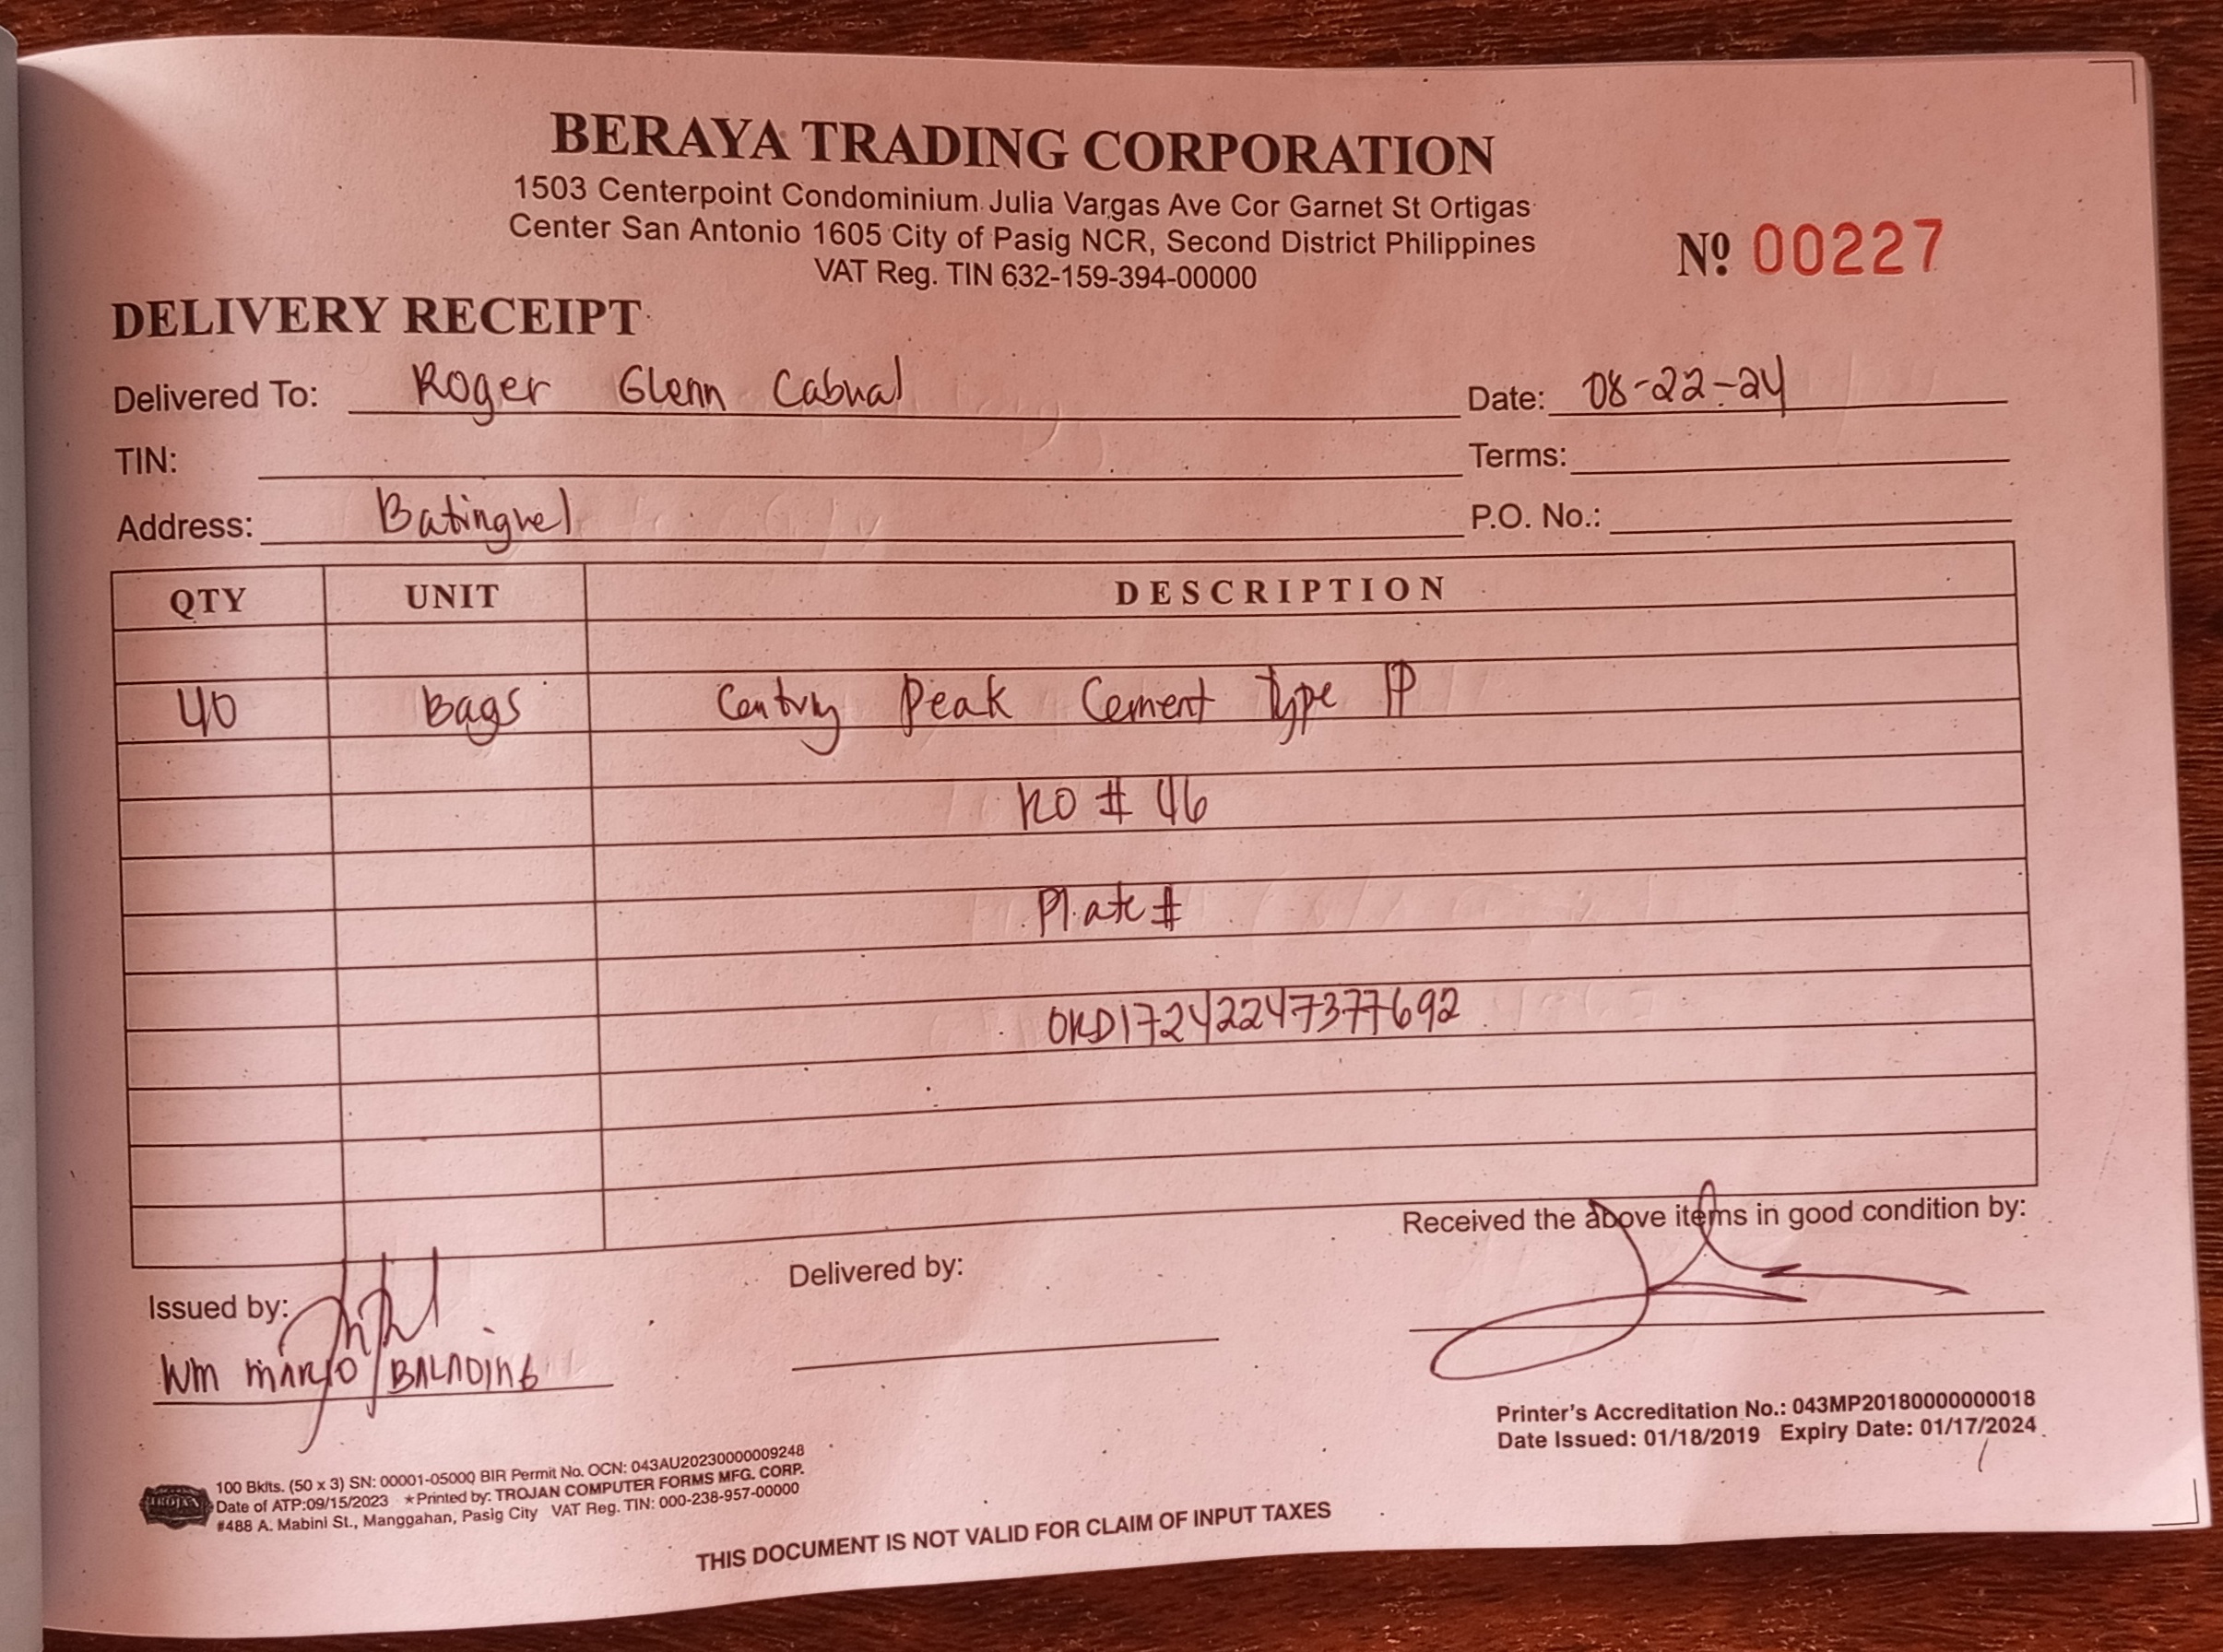 BERAYA TRADING CORPORATION
1503 Centerpoint Condominium Julia Vargas Ave Cor Garnet St Ortigas
Center San Antonio 1605 City of Pasig NCR, Second District Philippines
VAT Reg. TIN 632-159-394-00000
Nº 00227
DELIVERY RECEIPT
Delivered To: Roger Glenn Cabual Date: 08-22-24
TIN: Terms:
Address: Batinguel P.O. No.:
QTY UNIT DESCRIPTION
40 Bags Century Peak Cement Type 1P
RO # 46
Plate #
ORD17242247377692
Received the above items in good condition by:
Delivered by:
Issued by:
WM MARJO BALADING
Printer's Accreditation No.: 043MP20180000000018
Date Issued: 01/18/2019 Expiry Date: 01/17/2024
TROJAN
100 Bklts. (50 x 3) SN: 00001-05000 BIR Permit No. OCN: 043AU20230000009248
Date of ATP:09/15/2023 ★Printed by: TROJAN COMPUTER FORMS MFG. CORP.
#488 A. Mabini St., Manggahan, Pasig City VAT Reg. TIN: 000-238-957-00000
THIS DOCUMENT IS NOT VALID FOR CLAIM OF INPUT TAXES